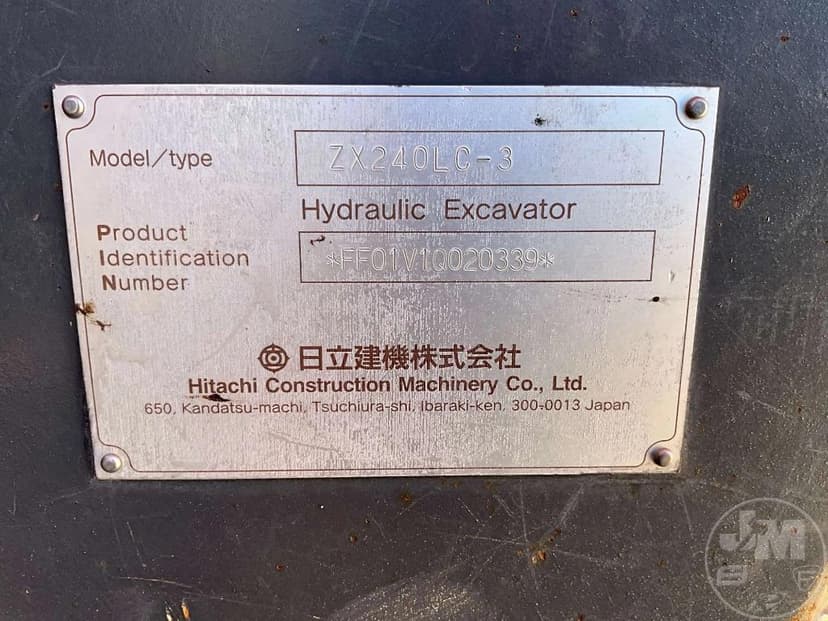 Model/type
ZX240LC-3
Hydraulic Excavator
Product
Identification
Number
*FF01V1Q020339*
日立建機株式会社
Hitachi Construction Machinery Co., Ltd.
650, Kandatsu-machi, Tsuchiura-shi, Ibaraki-ken, 300-0013 Japan
JM